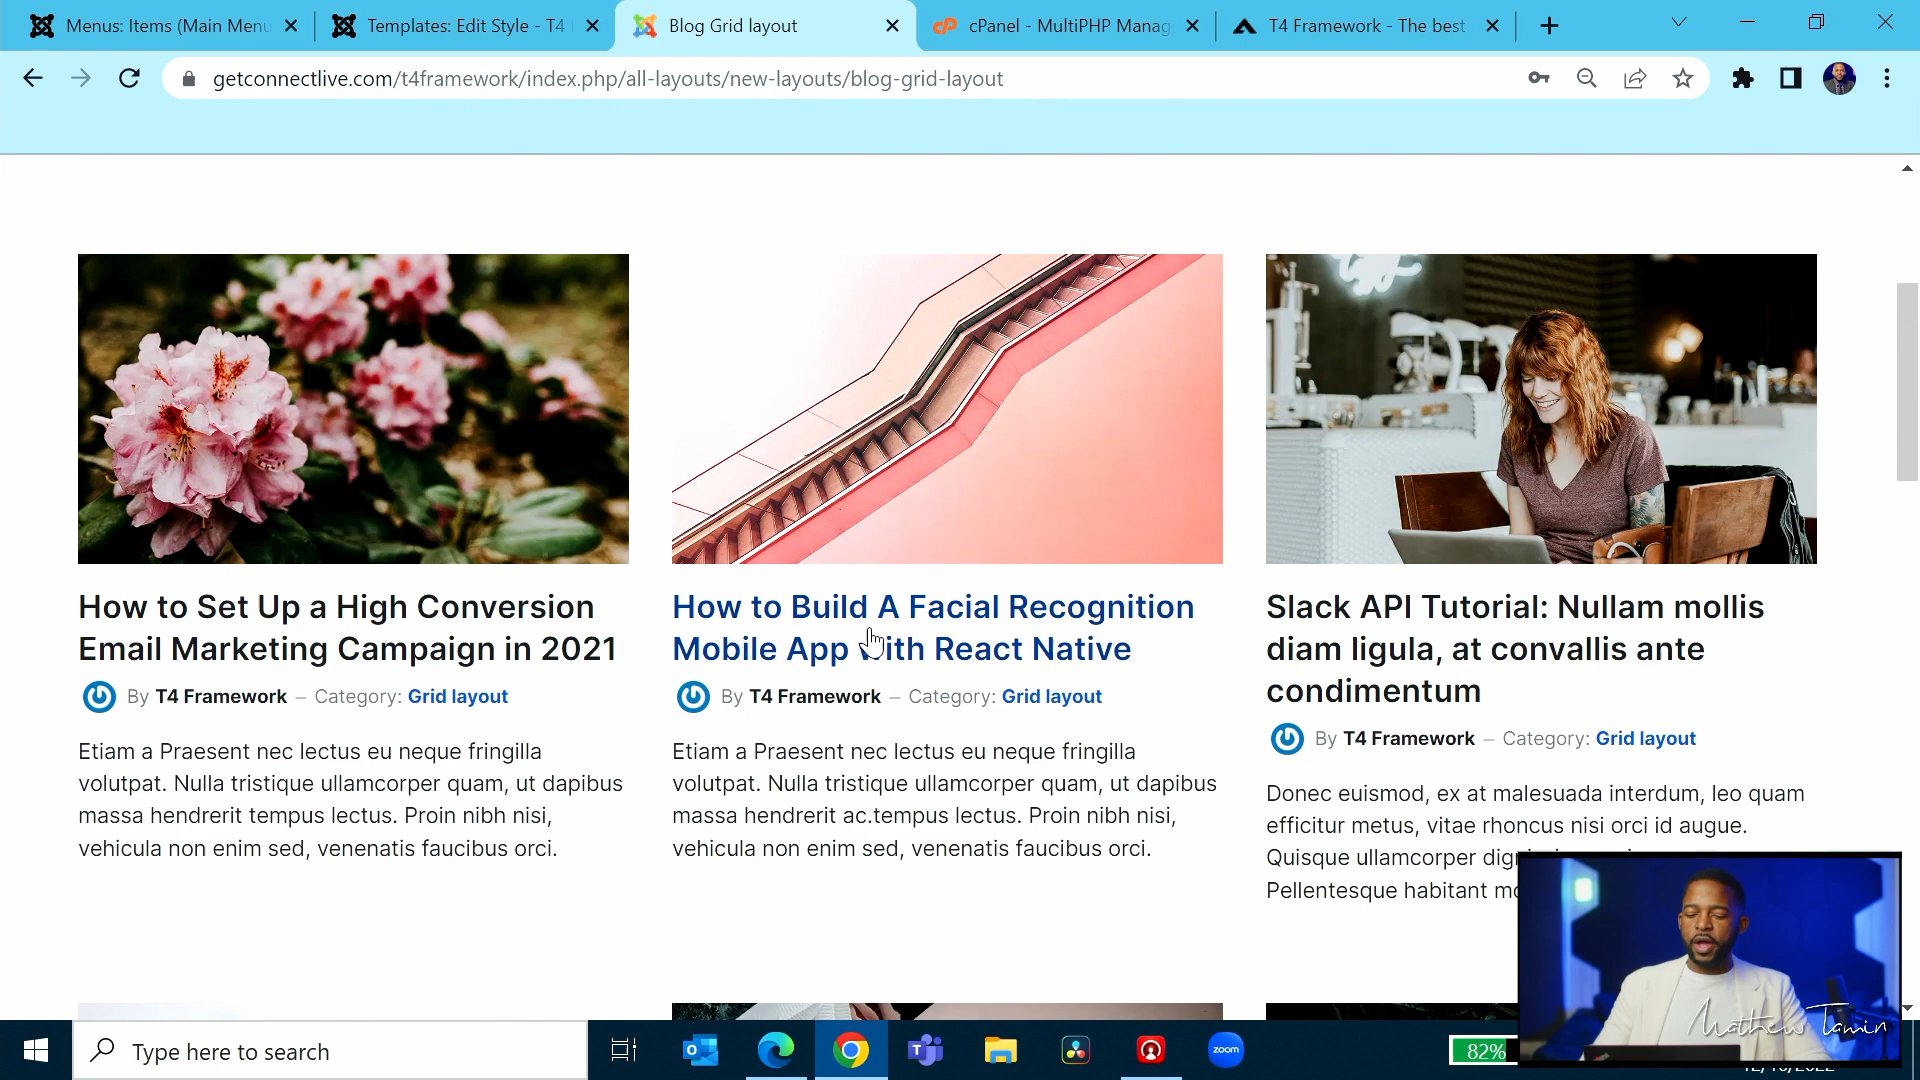 Menus: Items (Main Menu
Templates: Edit Style - T4
Blog Grid layout
cPanel - MultiPHP Manag
T4 Framework - The best
getconnectlive.com/t4framework/index.php/all-layouts/new-layouts/blog-grid-layout
How to Set Up a High Conversion
Email Marketing Campaign in 2021
By T4 Framework – Category: Grid layout
Etiam a Praesent nec lectus eu neque fringilla
volutpat. Nulla tristique ullamcorper quam, ut dapibus
massa hendrerit tempus lectus. Proin nibh nisi,
vehicula non enim sed, venenatis faucibus orci.
How to Build A Facial Recognition
Mobile App with React Native
By T4 Framework – Category: Grid layout
Etiam a Praesent nec lectus eu neque fringilla
volutpat. Nulla tristique ullamcorper quam, ut dapibus
massa hendrerit ac.tempus lectus. Proin nibh nisi,
vehicula non enim sed, venenatis faucibus orci.
Slack API Tutorial: Nullam mollis
diam ligula, at convallis ante
condimentum
By T4 Framework – Category: Grid layout
Donec euismod, ex at malesuada interdum, leo quam
efficitur metus, vitae rhoncus nisi orci id augue.
Quisque ullamcorper
Pellentesque habitant
Mathew Tamin
Type here to search
zoom
82%